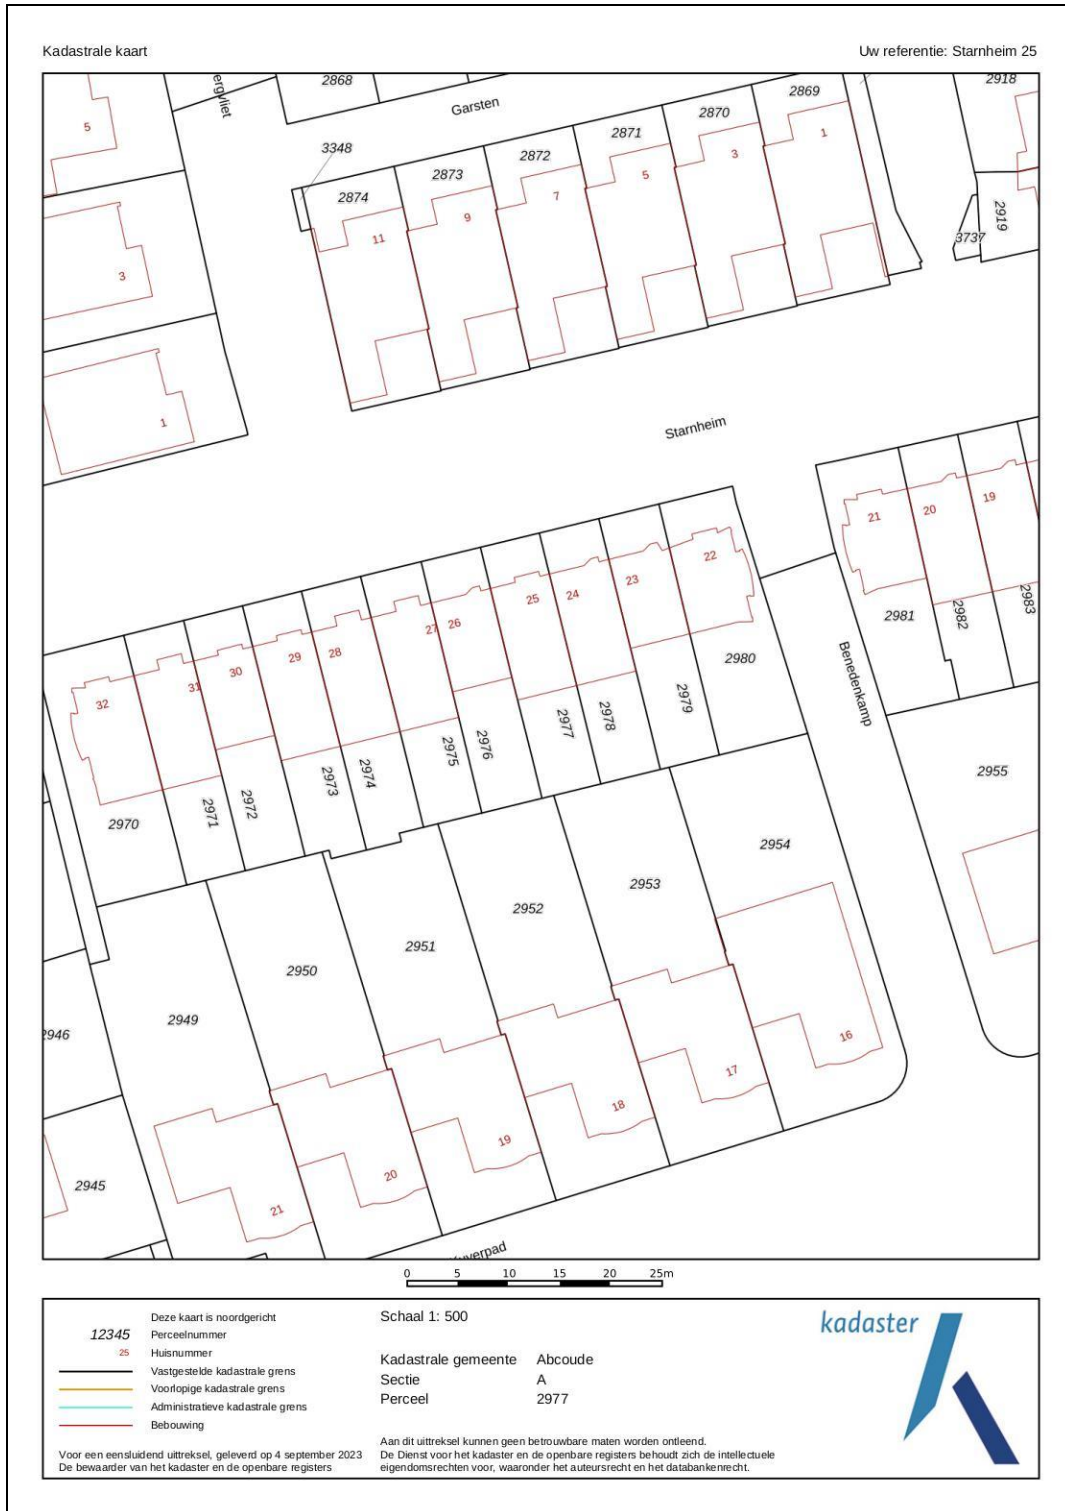 Kadastrale kaart
Uw referentie: Starnheim 25
2868
Garsten
2869
2918
5
3348
2870
2871
2872
2873
2874
1
3
5
7
9
11
2919
3737
3
1
Starnheim
21
20
19
22
23
24
25
26
27
28
29
30
31
32
2981
2982
2983
2980
2979
2978
2977
2976
2975
2974
2973
2972
2971
2970
Benedenkamp
2955
2954
2953
2952
2951
2950
2949
2946
2945
16
17
18
19
20
21
0 5 10 15 20 25m
Deze kaart is noordgericht
12345 Perceelnummer
25 Huisnummer
Vastgestelde kadastrale grens
Voorlopige kadastrale grens
Administratieve kadastrale grens
Bebouwing
Voor een eensluidend uittreksel, geleverd op 4 september 2023
De bewaarder van het kadaster en de openbare registers
Schaal 1: 500
Kadastrale gemeente Abcoude
Sectie A
Perceel 2977
Aan dit uittreksel kunnen geen betrouwbare maten worden ontleend.
De Dienst voor het kadaster en de openbare registers behoudt zich de intellectuele
eigendomsrechten voor, waaronder het auteursrecht en het databankenrecht.
kadaster